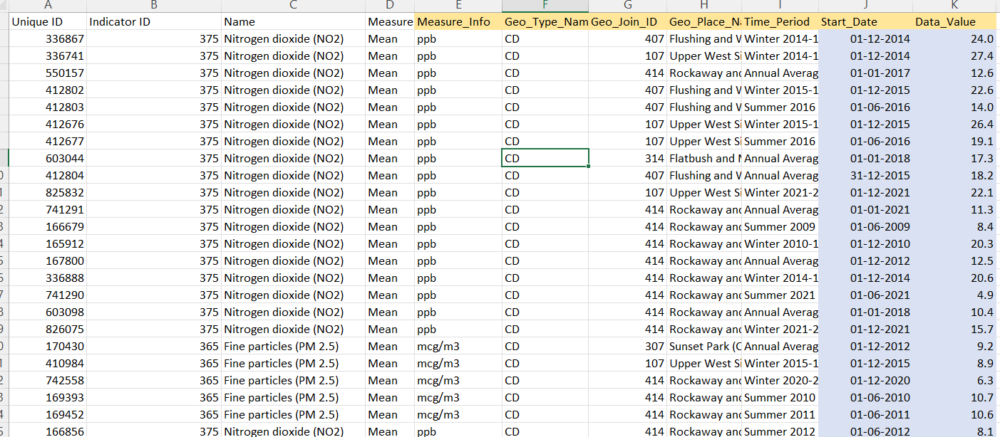 A B C D E F G H I J K
Unique ID Indicator ID Name Measure Measure_Info Geo_Type_Nam Geo_Join_ID Geo_Place_N Time_Period Start_Date Data_Value
336867 375 Nitrogen dioxide (NO2) Mean ppb CD 407 Flushing and W Winter 2014-1 01-12-2014 24.0
336741 375 Nitrogen dioxide (NO2) Mean ppb CD 107 Upper West Si Winter 2014-1 01-12-2014 27.4
550157 375 Nitrogen dioxide (NO2) Mean ppb CD 414 Rockaway and Annual Averag 01-01-2017 12.6
412802 375 Nitrogen dioxide (NO2) Mean ppb CD 407 Flushing and W Winter 2015-1 01-12-2015 22.6
412803 375 Nitrogen dioxide (NO2) Mean ppb CD 407 Flushing and W Summer 2016 01-06-2016 14.0
412676 375 Nitrogen dioxide (NO2) Mean ppb CD 107 Upper West Si Winter 2015-1 01-12-2015 26.4
412677 375 Nitrogen dioxide (NO2) Mean ppb CD 107 Upper West Si Summer 2016 01-06-2016 19.1
603044 375 Nitrogen dioxide (NO2) Mean ppb CD 314 Flatbush and M Annual Averag 01-01-2018 17.3
412804 375 Nitrogen dioxide (NO2) Mean ppb CD 407 Flushing and W Annual Averag 31-12-2015 18.2
825832 375 Nitrogen dioxide (NO2) Mean ppb CD 107 Upper West Si Winter 2021-2 01-12-2021 22.1
741291 375 Nitrogen dioxide (NO2) Mean ppb CD 414 Rockaway and Annual Averag 01-01-2021 11.3
166679 375 Nitrogen dioxide (NO2) Mean ppb CD 414 Rockaway and Summer 2009 01-06-2009 8.4
165912 375 Nitrogen dioxide (NO2) Mean ppb CD 414 Rockaway and Winter 2010-1 01-12-2010 20.3
167800 375 Nitrogen dioxide (NO2) Mean ppb CD 414 Rockaway and Annual Averag 01-12-2012 12.5
336888 375 Nitrogen dioxide (NO2) Mean ppb CD 414 Rockaway and Winter 2014-1 01-12-2014 20.6
741290 375 Nitrogen dioxide (NO2) Mean ppb CD 414 Rockaway and Summer 2021 01-06-2021 4.9
603098 375 Nitrogen dioxide (NO2) Mean ppb CD 414 Rockaway and Annual Averag 01-01-2018 10.4
826075 375 Nitrogen dioxide (NO2) Mean ppb CD 414 Rockaway and Winter 2021-2 01-12-2021 15.7
170430 365 Fine particles (PM 2.5) Mean mcg/m3 CD 307 Sunset Park (C Annual Averag 01-12-2012 9.2
410984 365 Fine particles (PM 2.5) Mean mcg/m3 CD 107 Upper West Si Winter 2015-1 01-12-2015 8.9
742558 365 Fine particles (PM 2.5) Mean mcg/m3 CD 414 Rockaway and Winter 2020-2 01-12-2020 6.3
169393 365 Fine particles (PM 2.5) Mean mcg/m3 CD 414 Rockaway and Summer 2010 01-06-2010 10.7
169452 365 Fine particles (PM 2.5) Mean mcg/m3 CD 414 Rockaway and Summer 2011 01-06-2011 10.6
166856 375 Nitrogen dioxide (NO2) Mean ppb CD 414 Rockaway and Summer 2012 01-06-2012 8.1